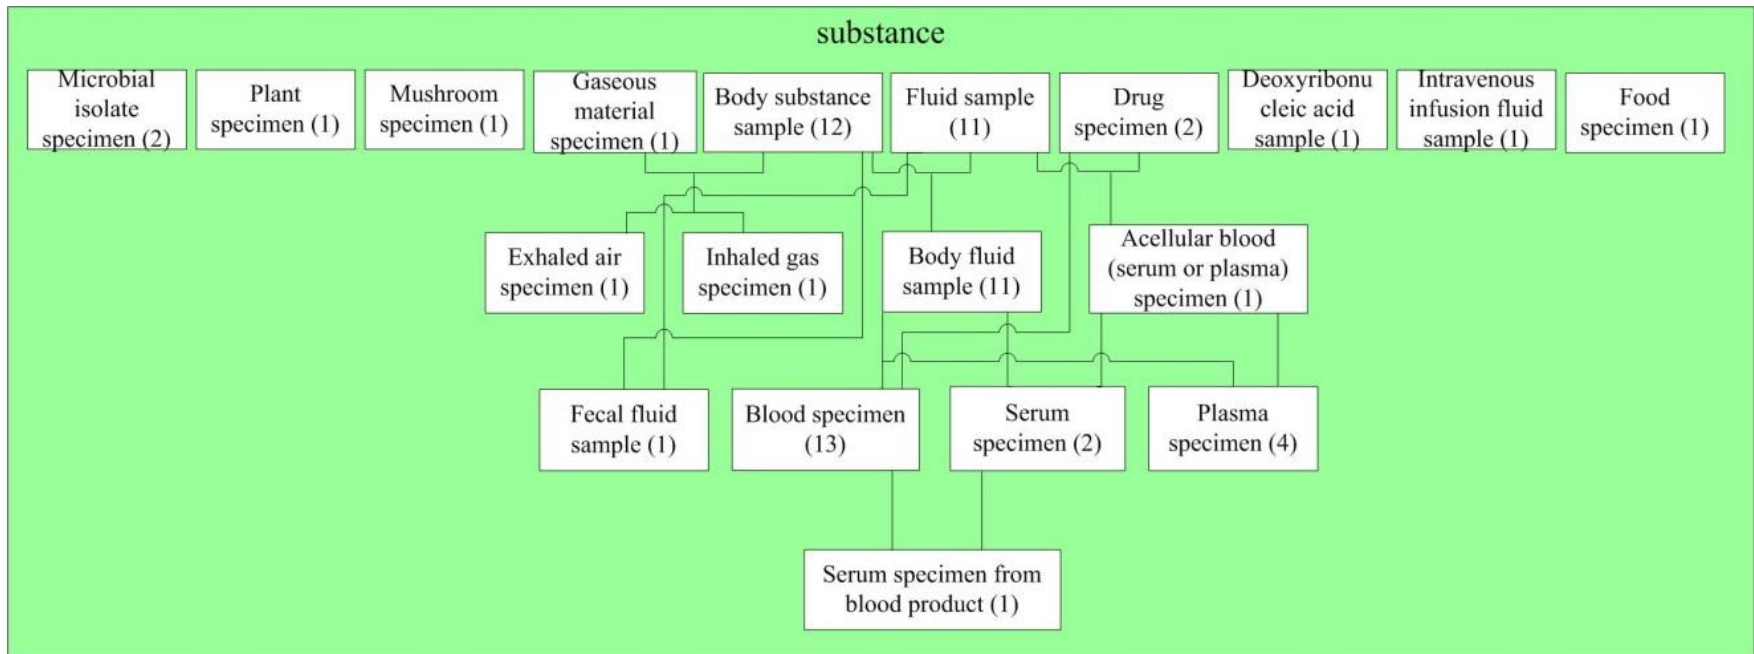 substance
Microbial
isolate
specimen (2)
Plant
specimen (1)
Mushroom
specimen (1)
Gaseous
material
specimen (1)
Body substance
sample (12)
Fluid sample
(11)
Drug
specimen (2)
Deoxyribonu
cleic acid
sample (1)
Intravenous
infusion fluid
sample (1)
Food
specimen (1)
Exhaled air
specimen (1)
Inhaled gas
specimen (1)
Body fluid
sample (11)
Acellular blood
(serum or plasma)
specimen (1)
Fecal fluid
sample (1)
Blood specimen
(13)
Serum
specimen (2)
Plasma
specimen (4)
Serum specimen from
blood product (1)